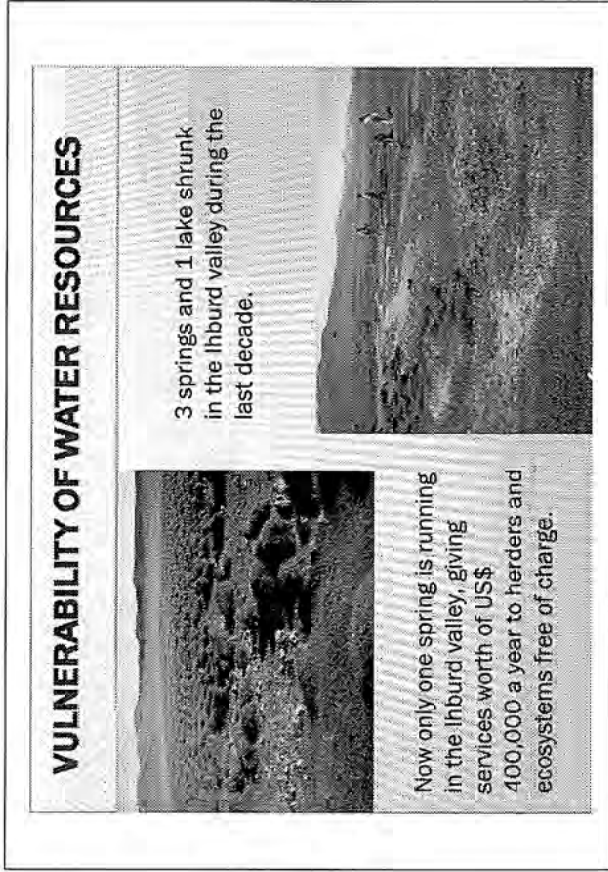 VULNERABILITY OF WATER RESOURCES
3 springs and 1 lake shrunk
in the Ihburd valley during the
last decade.
Now only one spring is running
in the Ihburd valley, giving
services worth of US$
400,000 a year to herders and
ecosystems free of charge.